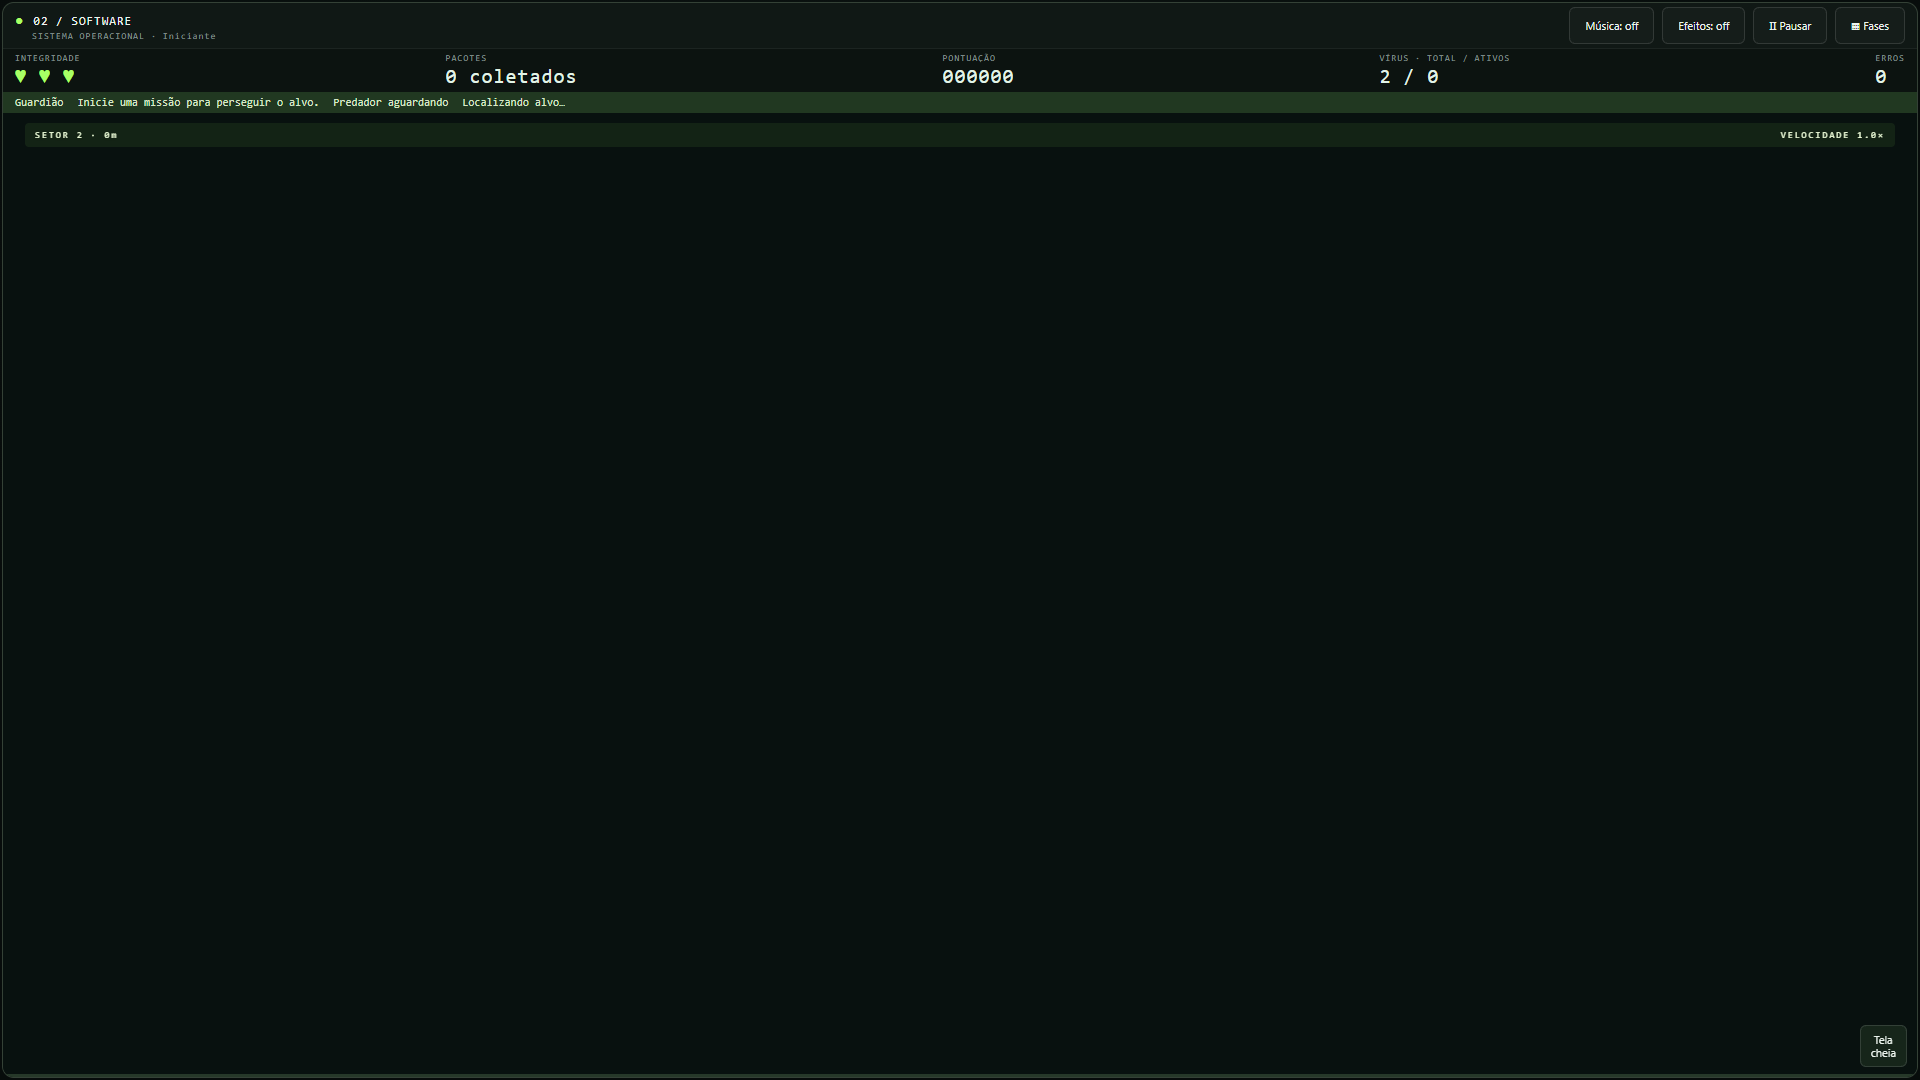 02 / SOFTWARE
SISTEMA OPERACIONAL · Iniciante
Música: off
Efeitos: off
II Pausar
▦ Fases
INTEGRIDADE
♥ ♥ ♥
PACOTES
0 coletados
PONTUAÇÃO
000000
VÍRUS · TOTAL / ATIVOS
2 / 0
ERROS
0
Guardião Inicie uma missão para perseguir o alvo. Predador aguardando Localizando alvo…
SETOR 2 · 0m
VELOCIDADE 1.0×
Tela
cheia